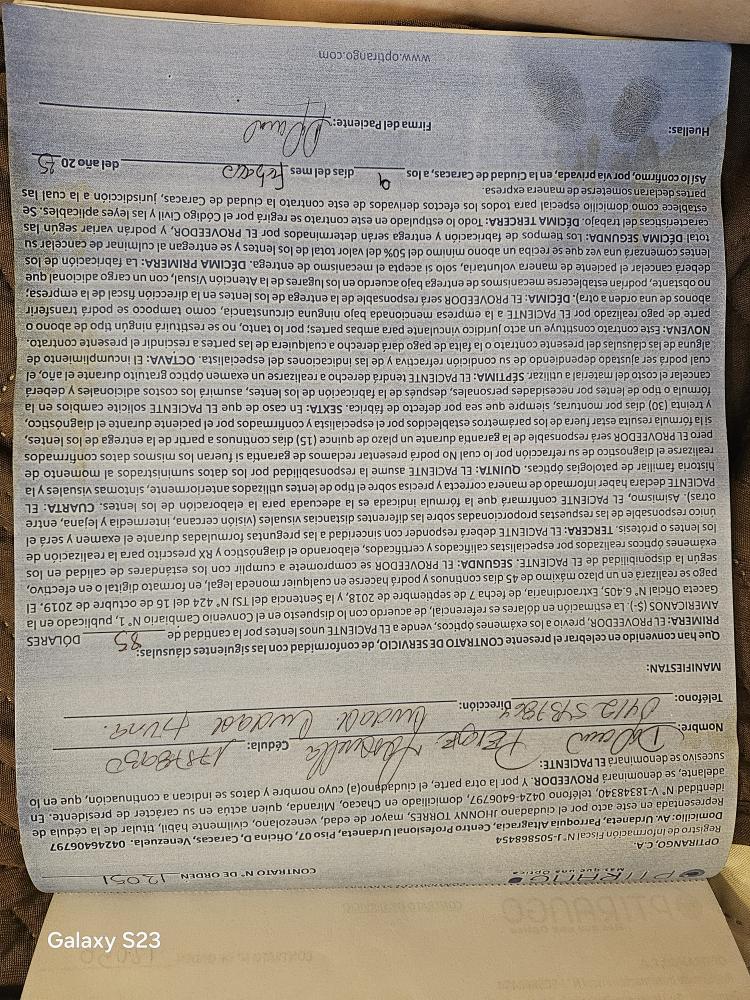 OPTIRANGO
Más que una Óptica
CONTRATO N° DE ORDEN 12051
OPTIRANGO, C.A.
Registro de Información Fiscal N° J-505868454
Domicilio: Av. Urdaneta, Parroquia Altagracia, Centro Profesional Urdaneta, Piso 07, Oficina D, Caracas, Venezuela. 04246406797
Representada en este acto por el ciudadano JHONNY TORRES, mayor de edad, venezolano, civilmente hábil, titular de la cédula de
identidad N° V-18348340, teléfono 0424-6406797, domiciliado en Chacao, Miranda, quien actúa en su carácter de presidente. En
adelante, se denominará PROVEEDOR. Y por la otra parte, el ciudadano(a) cuyo nombre y datos se indican a continuación, que en lo
sucesivo se denominará EL PACIENTE:
Nombre: Cédula: 17878930
Teléfono: 0412 5437864 Dirección: Ciudad Tiuna.
MANIFIESTAN:
Que han convenido en celebrar el presente CONTRATO DE SERVICIO, de conformidad con las siguientes cláusulas:
PRIMERA: EL PROVEEDOR, previo a los exámenes ópticos, vende a EL PACIENTE unos lentes por la cantidad de 85 DÓLARES
AMERICANOS ($). La estimación en dólares es referencial, de acuerdo con lo dispuesto en el Convenio Cambiario N° 1, publicado en la
Gaceta Oficial N° 6.405, Extraordinaria, de fecha 7 de septiembre de 2018, y la Sentencia del TSJ N° 424 del 16 de octubre de 2019. El
pago se realizará en un plazo máximo de 45 días continuos y podrá hacerse en cualquier moneda legal, en formato digital o en efectivo,
según la disponibilidad de EL PACIENTE. SEGUNDA: EL PROVEEDOR se compromete a cumplir con los estándares de calidad en los
exámenes ópticos realizados por especialistas calificados y certificados, elaborando el diagnóstico y RX prescrito para la realización de
los lentes o prótesis. TERCERA: EL PACIENTE deberá responder con sinceridad a las preguntas formuladas durante el examen y será el
único responsable de las respuestas proporcionadas sobre las diferentes distancias visuales (visión cercana, intermedia y lejana, entre
otras). Asimismo, EL PACIENTE confirmará que la fórmula indicada es la adecuada para la elaboración de los lentes. CUARTA: EL
PACIENTE declara haber informado de manera correcta y precisa sobre el tipo de lentes utilizados anteriormente, síntomas visuales y la
historia familiar de patologías ópticas. QUINTA: EL PACIENTE asume la responsabilidad por los datos suministrados al momento de
realizarse el diagnostico de su refracción por lo cual No podrá presentar reclamos de garantía si fueran los mismos datos confirmados
pero EL PROVEEDOR será responsable de la garantía durante un plazo de quince (15) días continuos a partir de la entrega de los lentes,
si la fórmula resulta estar fuera de los parámetros establecidos por el especialista y confirmados por el paciente durante el diagnóstico,
y treinta (30) días por monturas, siempre que sea por defecto de fábrica. SEXTA: En caso de que EL PACIENTE solicite cambios en la
fórmula o tipo de lentes por necesidades personales, después de la fabricación de los lentes, asumirá los costos adicionales y deberá
cancelar el costo del material a utilizar. SÉPTIMA: EL PACIENTE tendrá derecho a realizarse un examen óptico gratuito durante el año, el
cual podrá ser ajustado dependiendo de su condición refractiva y de las indicaciones del especialista. OCTAVA: El incumplimiento de
alguna de las cláusulas del presente contrato o la falta de pago dará derecho a cualquiera de las partes a rescindir el presente contrato.
NOVENA: Este contrato constituye un acto jurídico vinculante para ambas partes; por lo tanto, no se restituirá ningún tipo de abono o
parte de pago realizado por EL PACIENTE a la empresa mencionada bajo ninguna circunstancia, como tampoco se podrá transferir
abonos de una orden a otra). DÉCIMA: EL PROVEEDOR será responsable de la entrega de los lentes en la dirección fiscal de la empresa;
no obstante, podrán establecerse mecanismos de entrega bajo acuerdo en los lugares de la Atención Visual, con un cargo adicional que
deberá cancelar el paciente de manera voluntaria, solo si acepta el mecanismo de entrega. DÉCIMA PRIMERA: La fabricación de los
lentes comenzará una vez que se reciba un abono mínimo del 50% del valor total de los lentes y se entregan al culminar de cancelar su
total DÉCIMA SEGUNDA: Los tiempos de fabricación y entrega serán determinados por EL PROVEEDOR, y podrán variar según las
características del trabajo. DÉCIMA TERCERA: Todo lo estipulado en este contrato se regirá por el Código Civil y las leyes aplicables. Se
establece como domicilio especial para todos los efectos derivados de este contrato la ciudad de Caracas, jurisdicción a la cual las
partes declaran someterse de manera expresa.
Así lo confirmo, por vía privada, en la Ciudad de Caracas, a los 9 días del mes Febrero del año 20 25
Huellas:
Firma del Paciente:
www.optirango.com
Galaxy S23